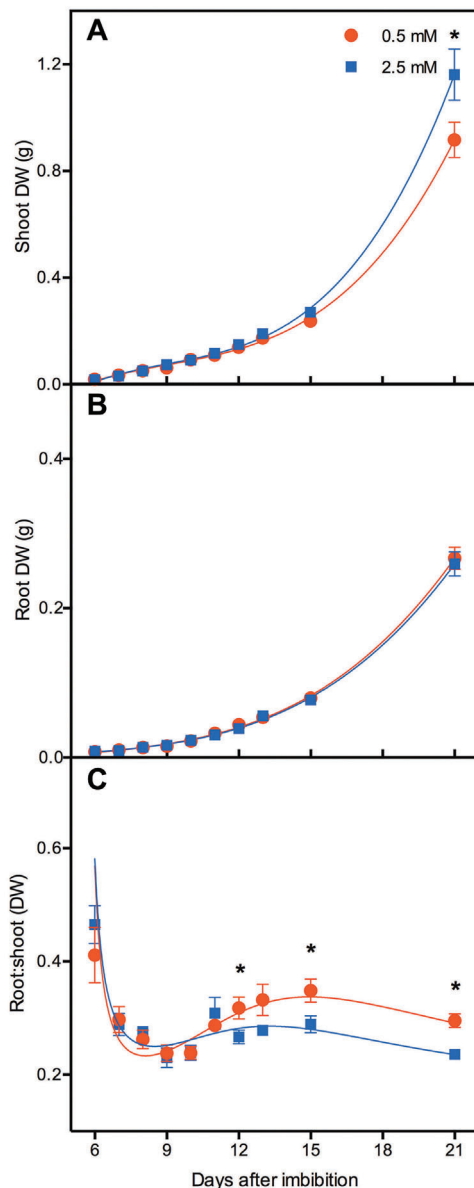 A
0.5 mM
*
2.5 mM
1.2
0.8
0.4
0.0
Shoot DW (g)
B
0.4
0.2
0.0
Root DW (g)
C
0.6
0.4
0.2
Root:shoot (DW)
* * *
6 9 12 15 18 21
Days after imbibition